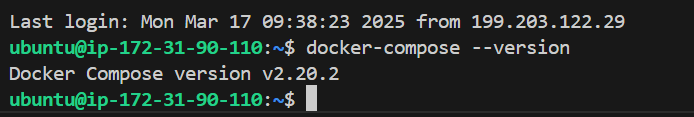 Last login: Mon Mar 17 09:38:23 2025 from 199.203.122.29
ubuntu@ip-172-31-90-110:~$ docker-compose --version
Docker Compose version v2.20.2
ubuntu@ip-172-31-90-110:~$